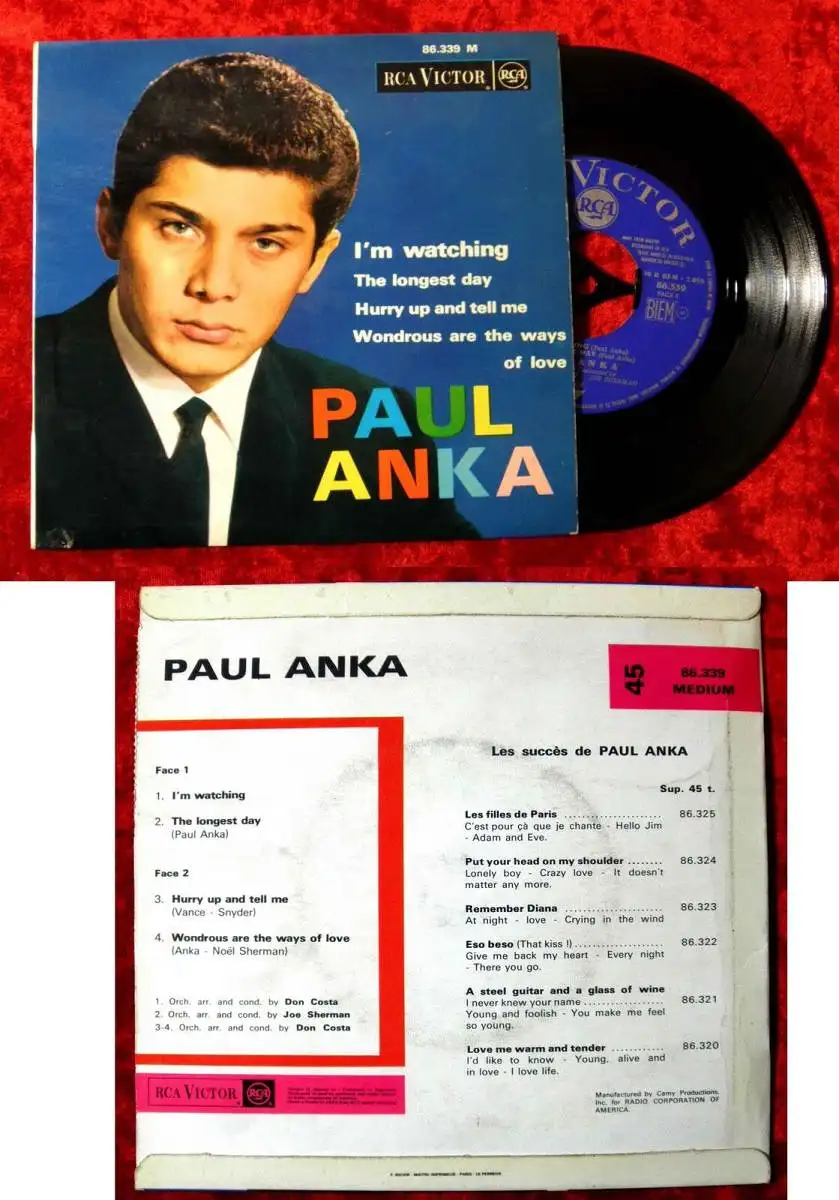 86.339 M
RCA VICTOR RCA
I'm watching
The longest day
Hurry up and tell me
Wondrous are the ways
of love
PAUL
ANKA
VICTOR
RCA
86.339
BIEM
(Paul Anka)
ANKA
PAUL ANKA
45
86.339
MEDIUM
Face 1
1. I'm watching
2. The longest day
(Paul Anka)
Face 2
3. Hurry up and tell me
(Vance - Snyder)
4. Wondrous are the ways of love
(Anka - Noël Sherman)
1. Orch. arr. and cond. by Don Costa
2. Orch. arr. and cond. by Joe Sherman
3-4. Orch. arr. and cond. by Don Costa
RCA VICTOR RCA
Les succès de PAUL ANKA
Sup. 45 t.
Les filles de Paris ...................... 86.325
C'est pour çà que je chante - Hello Jim
- Adam and Eve.
Put your head on my shoulder ........ 86.324
Lonely boy - Crazy love - It doesn't
matter any more.
Remember Diana ...................... 86.323
At night - love - Crying in the wind
Eso beso (That kiss !).................... 86.322
Give me back my heart - Every night
- There you go.
A steel guitar and a glass of wine
I never knew your name .................. 86.321
Young and foolish - You make me feel
so young.
Love me warm and tender ............ 86.320
I'd like to know - Young, alive and
in love - I love life.
Manufactured by Camy Productions.
Inc. for RADIO CORPORATION OF
AMERICA.